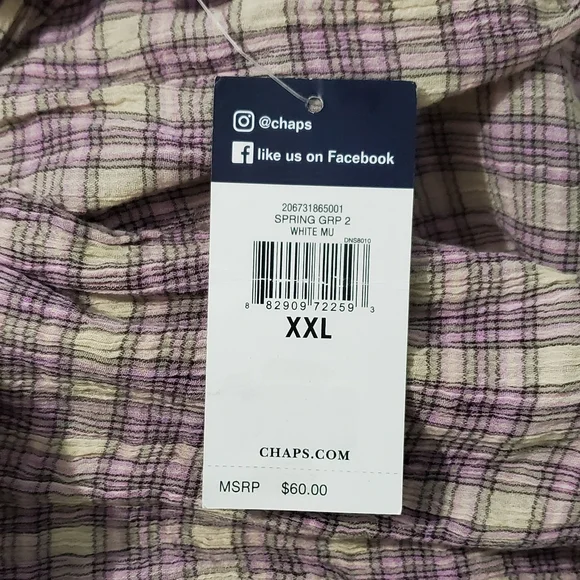 @chaps
like us on Facebook
206731865001
SPRING GRP 2
WHITE MU
DNS8010
8 82909 72259 3
XXL
CHAPS.COM
MSRP $60.00